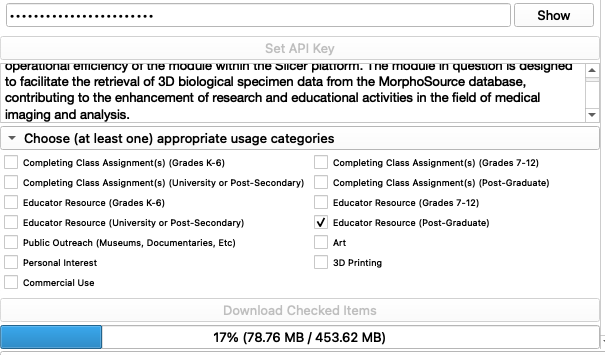 •••••••••••••••••••••••• Show
Set API Key
operational efficiency of the module within the Slicer platform. The module in question is designed
to facilitate the retrieval of 3D biological specimen data from the MorphoSource database,
contributing to the enhancement of research and educational activities in the field of medical
imaging and analysis.
Choose (at least one) appropriate usage categories
Completing Class Assignment(s) (Grades K-6) Completing Class Assignment(s) (Grades 7-12)
Completing Class Assignment(s) (University or Post-Secondary) Completing Class Assignment(s) (Post-Graduate)
Educator Resource (Grades K-6) Educator Resource (Grades 7-12)
Educator Resource (University or Post-Secondary) Educator Resource (Post-Graduate)
Public Outreach (Museums, Documentaries, Etc) Art
Personal Interest 3D Printing
Commercial Use
Download Checked Items
17% (78.76 MB / 453.62 MB)